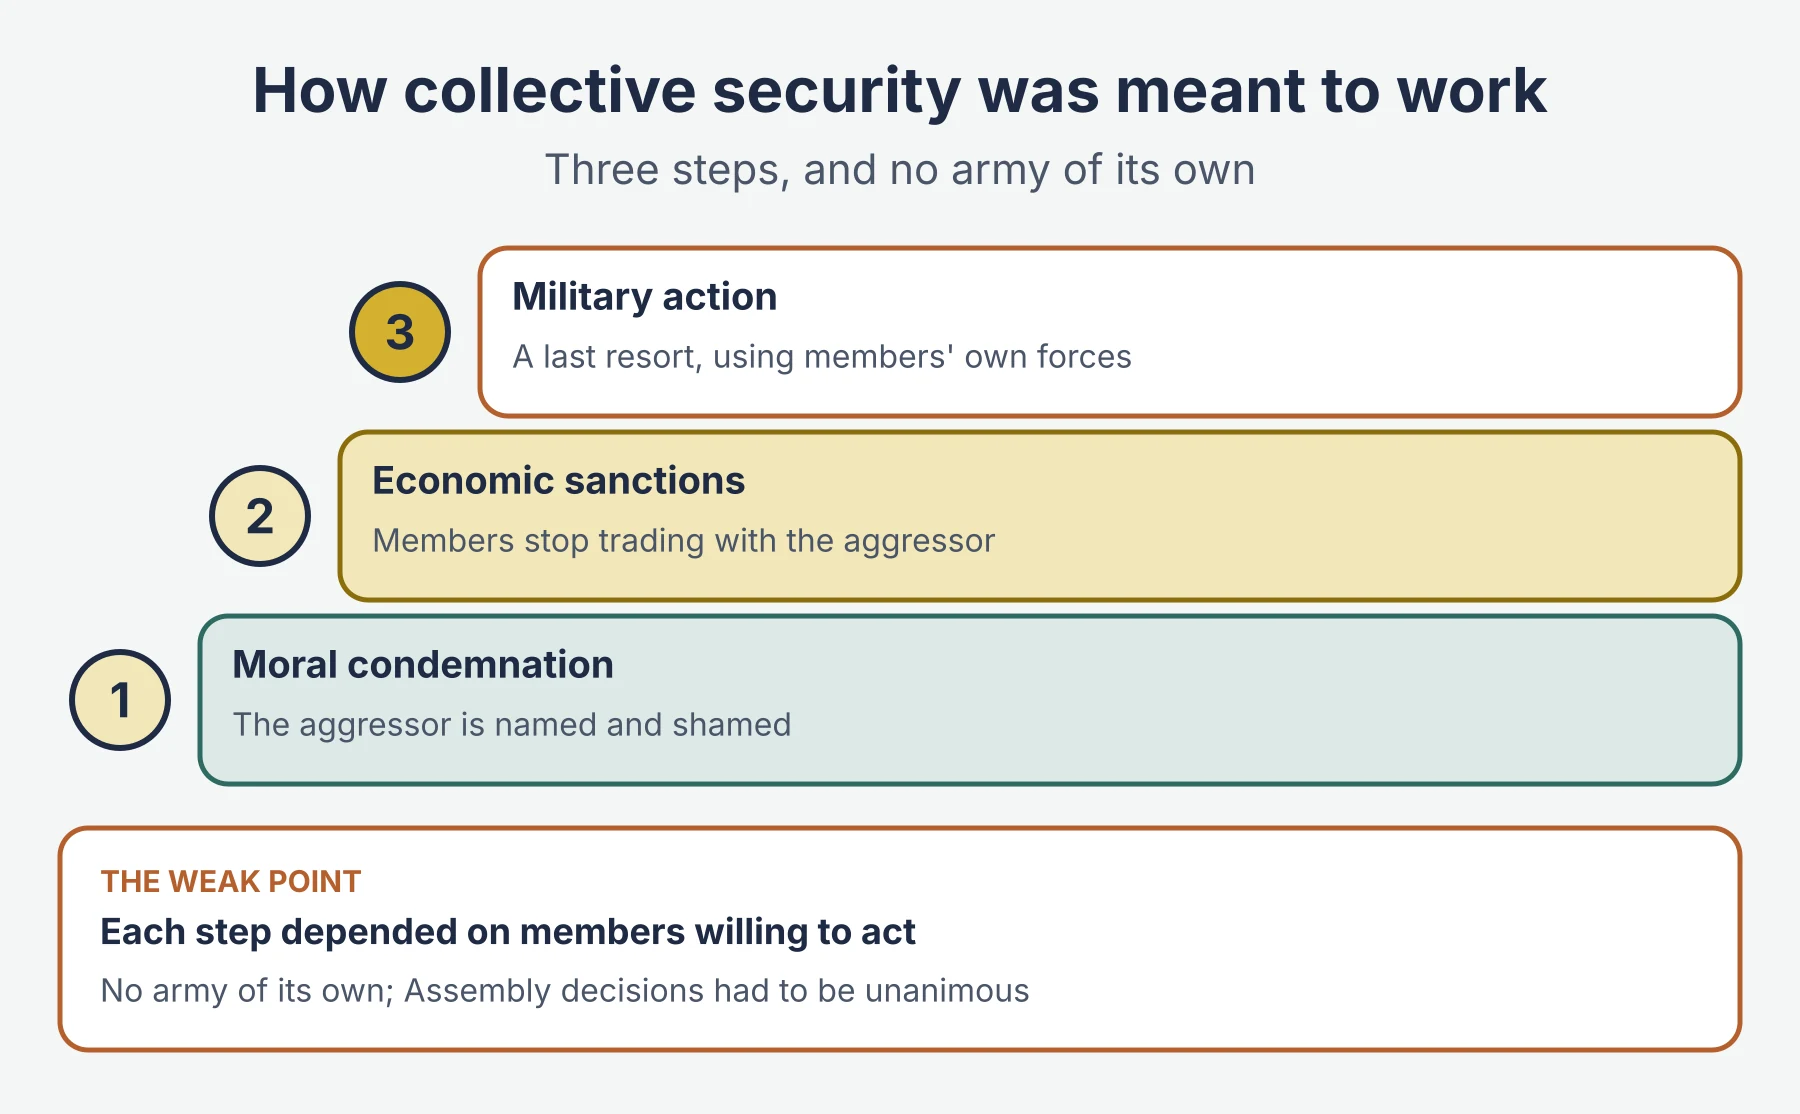 How collective security was meant to work
Three steps, and no army of its own
3
Military action
A last resort, using members' own forces
2
Economic sanctions
Members stop trading with the aggressor
1
Moral condemnation
The aggressor is named and shamed
THE WEAK POINT
Each step depended on members willing to act
No army of its own; Assembly decisions had to be unanimous